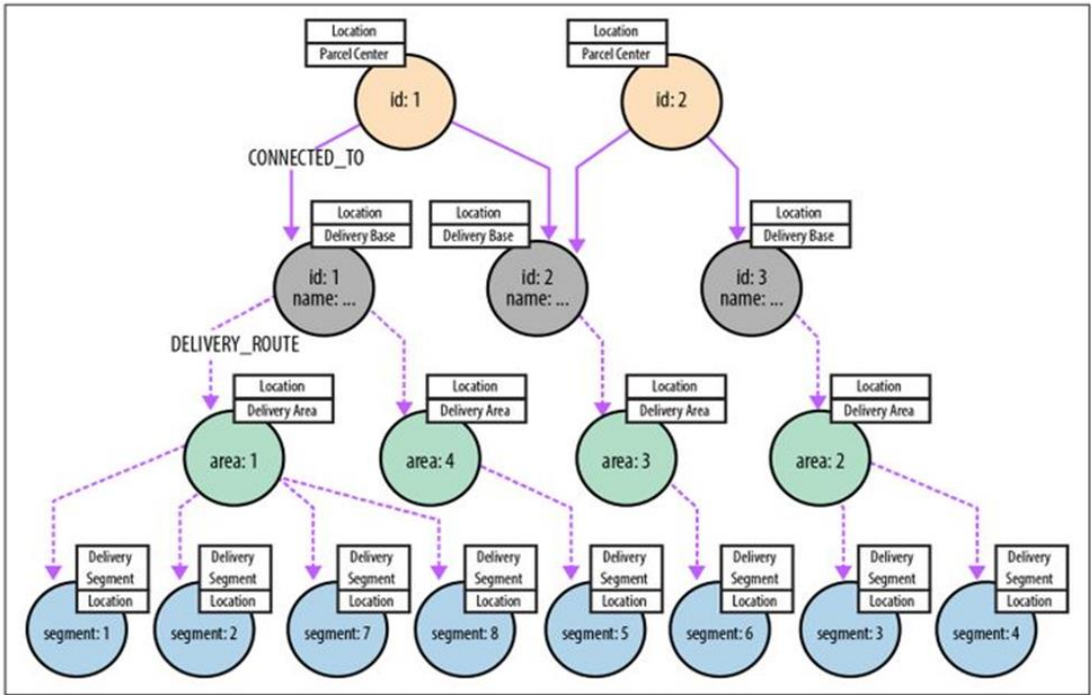 Location
Parcel Center
id: 1
Location
Parcel Center
id: 2
CONNECTED_TO
Location
Delivery Base
id: 1
name: ...
Location
Delivery Base
id: 2
name: ...
Location
Delivery Base
id: 3
name: ...
DELIVERY_ROUTE
Location
Delivery Area
area: 1
Location
Delivery Area
area: 4
Location
Delivery Area
area: 3
Location
Delivery Area
area: 2
Delivery
Segment
Location
segment: 1
Delivery
Segment
Location
segment: 2
Delivery
Segment
Location
segment: 7
Delivery
Segment
Location
segment: 8
Delivery
Segment
Location
segment: 5
Delivery
Segment
Location
segment: 6
Delivery
Segment
Location
segment: 3
Delivery
Segment
Location
segment: 4